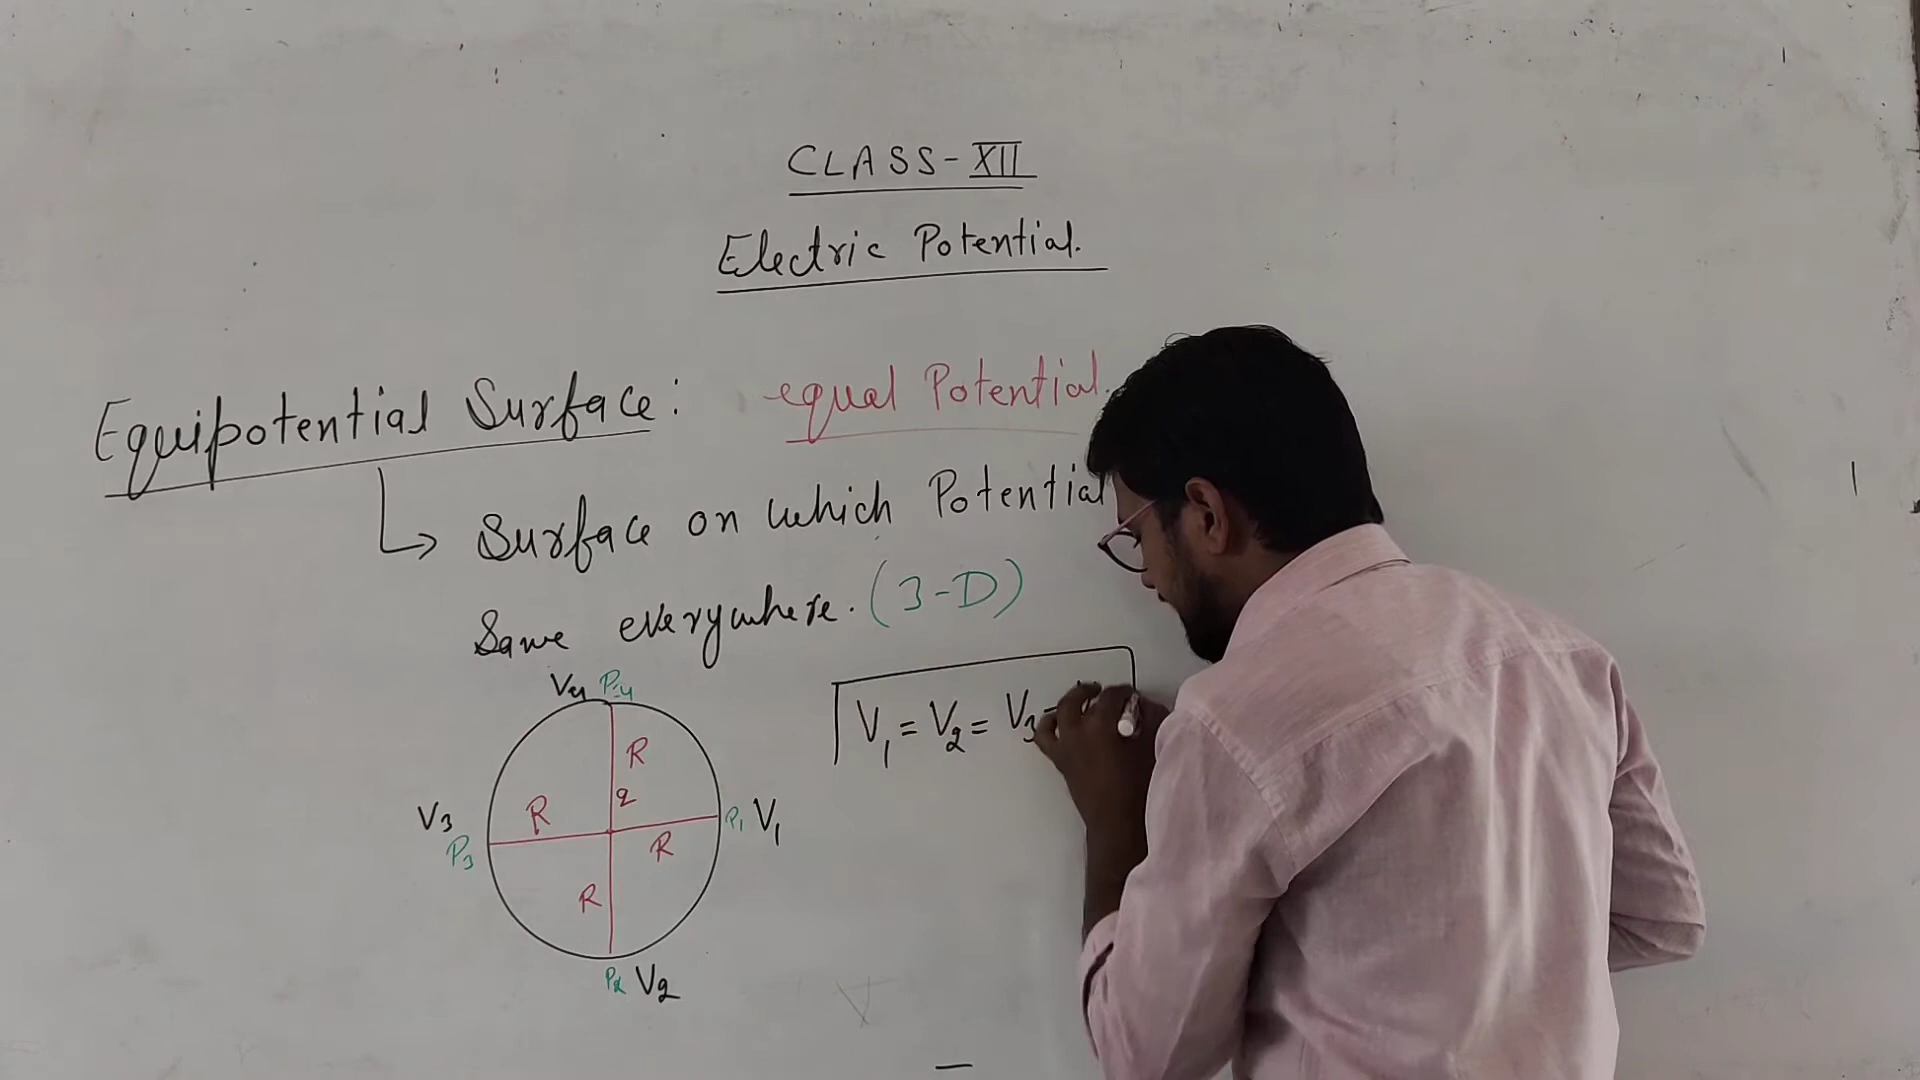 CLASS-XII
Electric Potential.
Equipotential Surface: equal Potential.
Surface on which Potential
Same everywhere. (3-D)
V4 P4
V1 = V2 = V3 =
R
q
V3 R P1 V1
P3 R
R
P2 V2